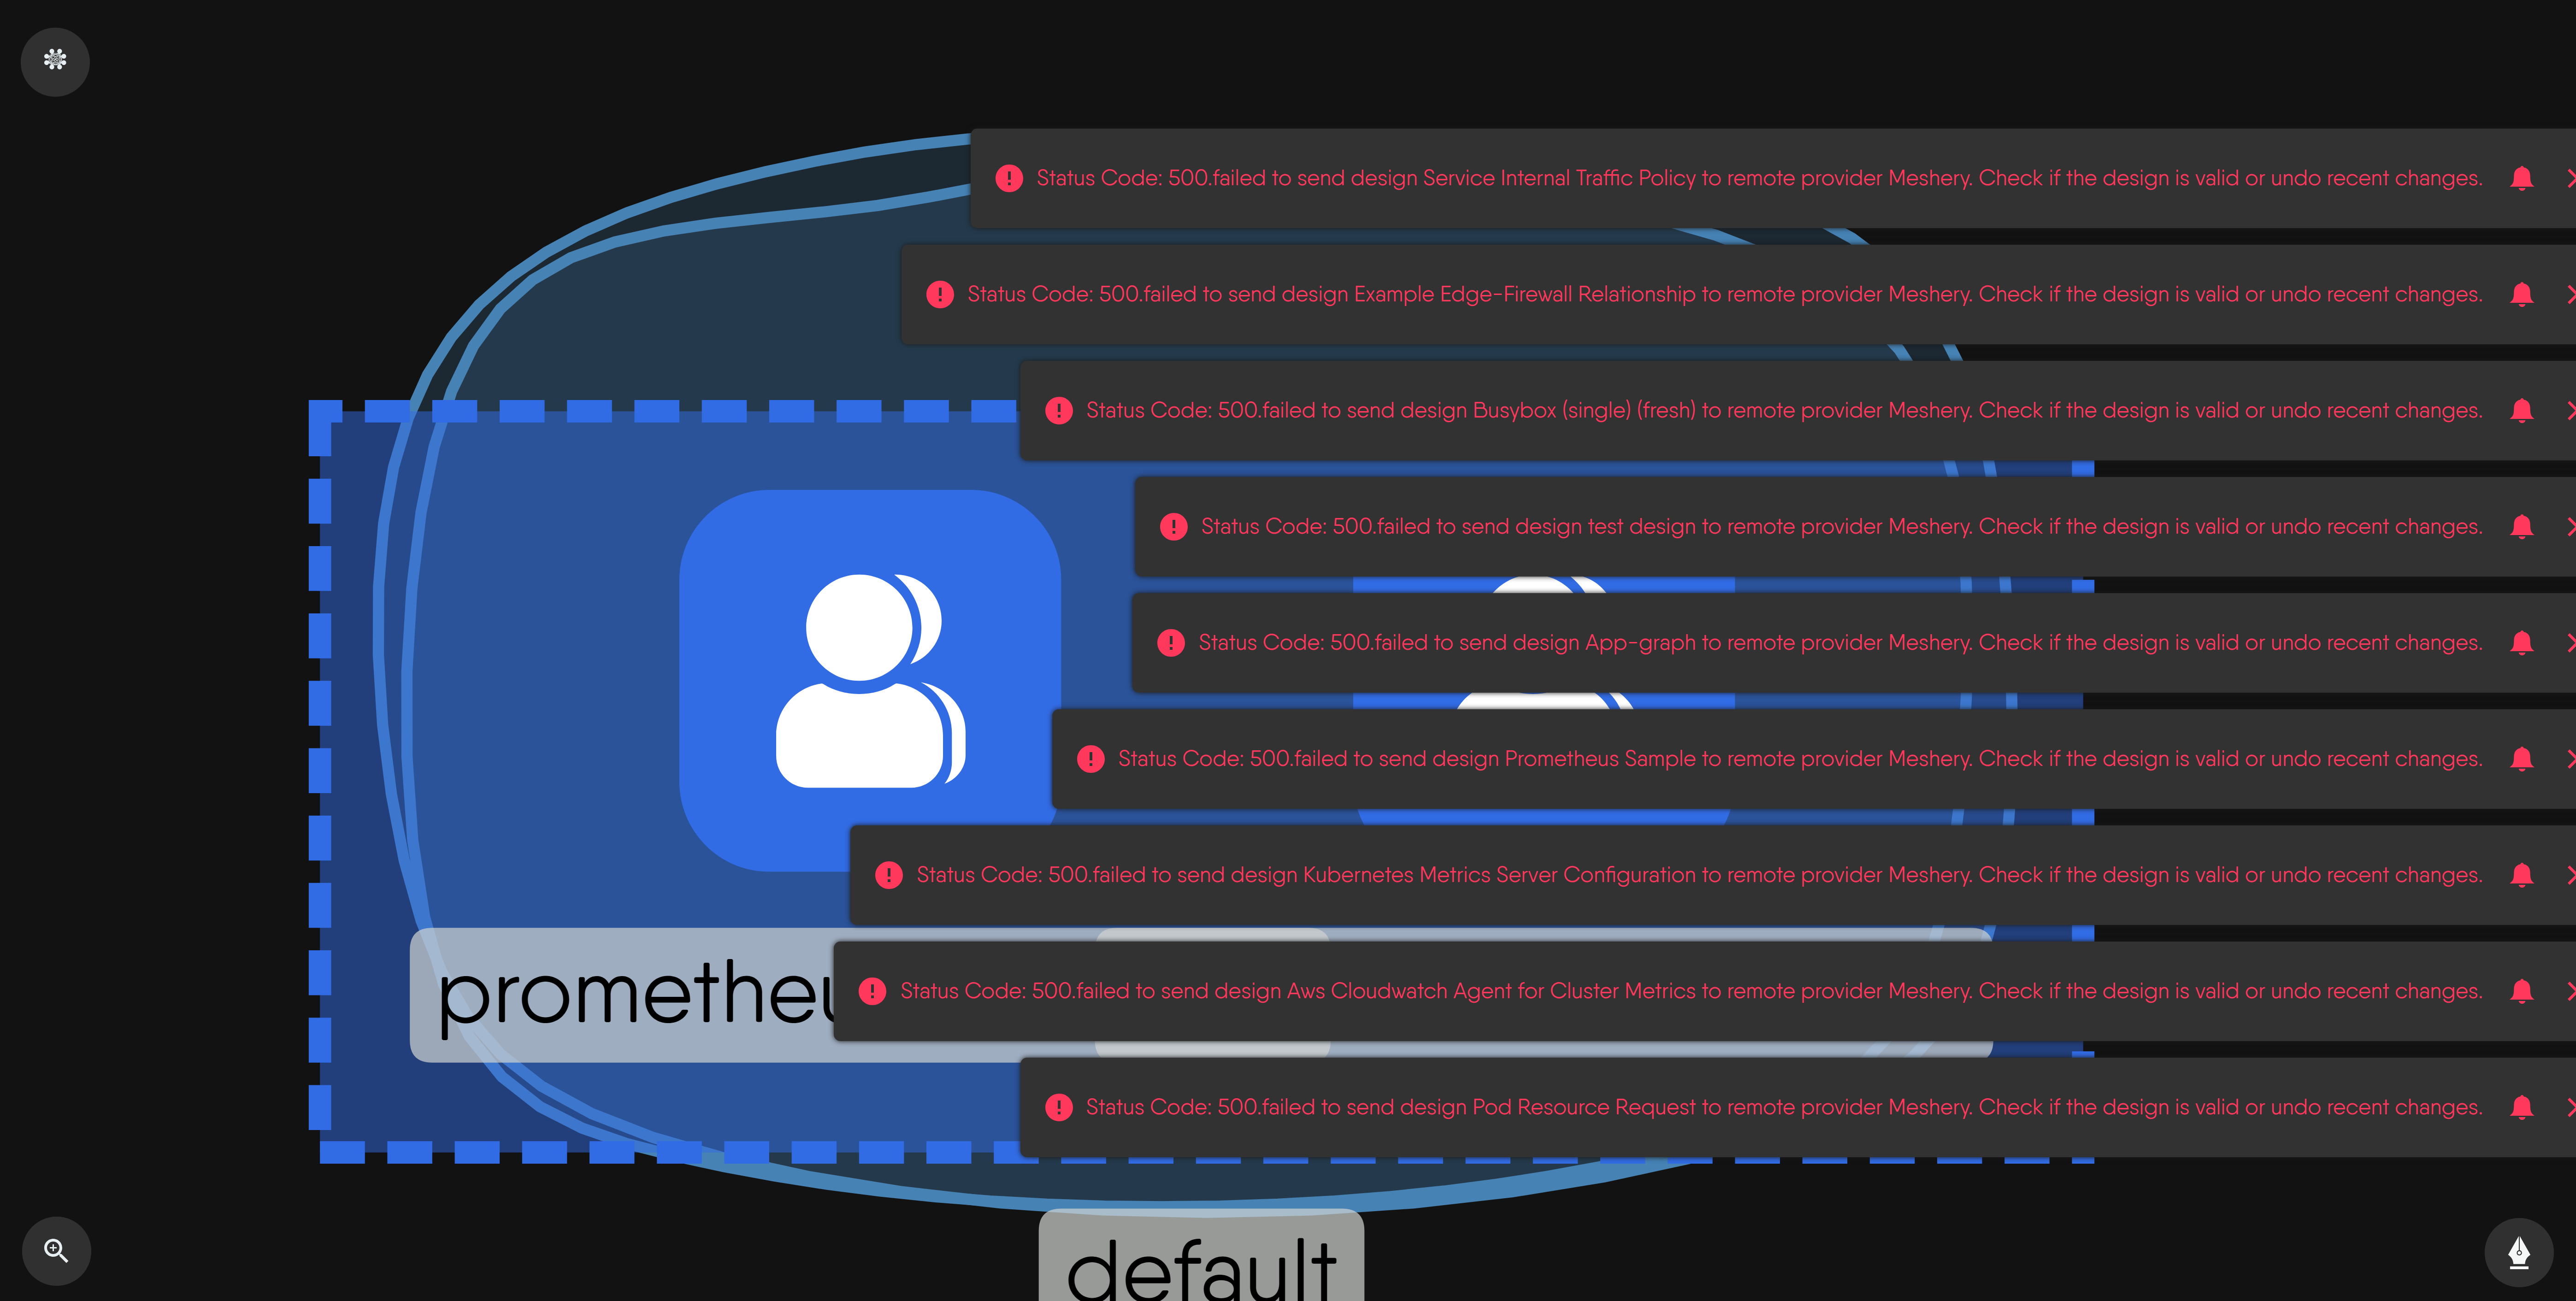 Status Code: 500.failed to send design Service Internal Traffic Policy to remote provider Meshery. Check if the design is valid or undo recent changes.
Status Code: 500.failed to send design Example Edge-Firewall Relationship to remote provider Meshery. Check if the design is valid or undo recent changes.
Status Code: 500.failed to send design Busybox (single) (fresh) to remote provider Meshery. Check if the design is valid or undo recent changes.
Status Code: 500.failed to send design test design to remote provider Meshery. Check if the design is valid or undo recent changes.
Status Code: 500.failed to send design App-graph to remote provider Meshery. Check if the design is valid or undo recent changes.
Status Code: 500.failed to send design Prometheus Sample to remote provider Meshery. Check if the design is valid or undo recent changes.
Status Code: 500.failed to send design Kubernetes Metrics Server Configuration to remote provider Meshery. Check if the design is valid or undo recent changes.
Status Code: 500.failed to send design Aws Cloudwatch Agent for Cluster Metrics to remote provider Meshery. Check if the design is valid or undo recent changes.
Status Code: 500.failed to send design Pod Resource Request to remote provider Meshery. Check if the design is valid or undo recent changes.
default